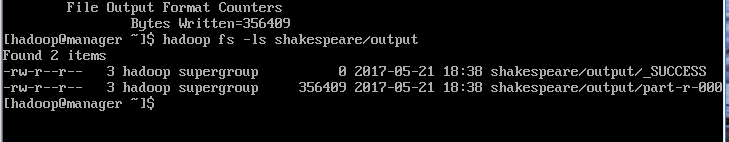 File Output Format Counters
Bytes Written=356409
[hadoop@manager ~]$ hadoop fs -ls shakespeare/output
Found 2 items
-rw-r--r--   3 hadoop supergroup          0 2017-05-21 18:38 shakespeare/output/_SUCCESS
-rw-r--r--   3 hadoop supergroup     356409 2017-05-21 18:38 shakespeare/output/part-r-000
[hadoop@manager ~]$